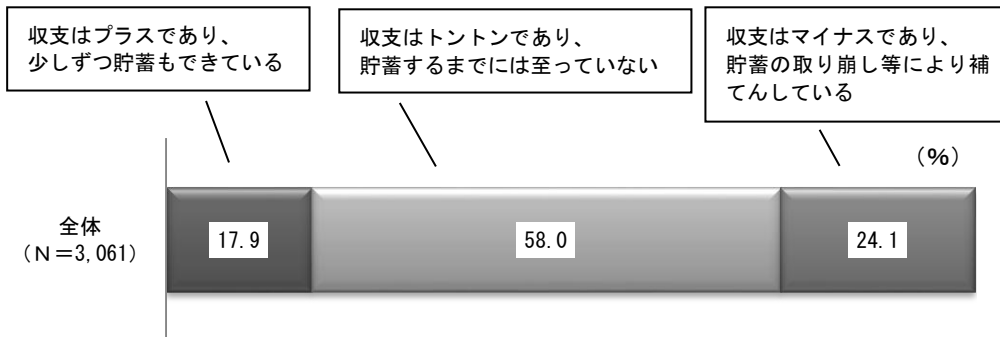 収支はプラスであり、
少しずつ貯蓄もできている
収支はトントンであり、
貯蓄するまでには至っていない
収支はマイナスであり、
貯蓄の取り崩し等により補
てんしている
（%）
全体
（N＝3,061）
17.9
58.0
24.1